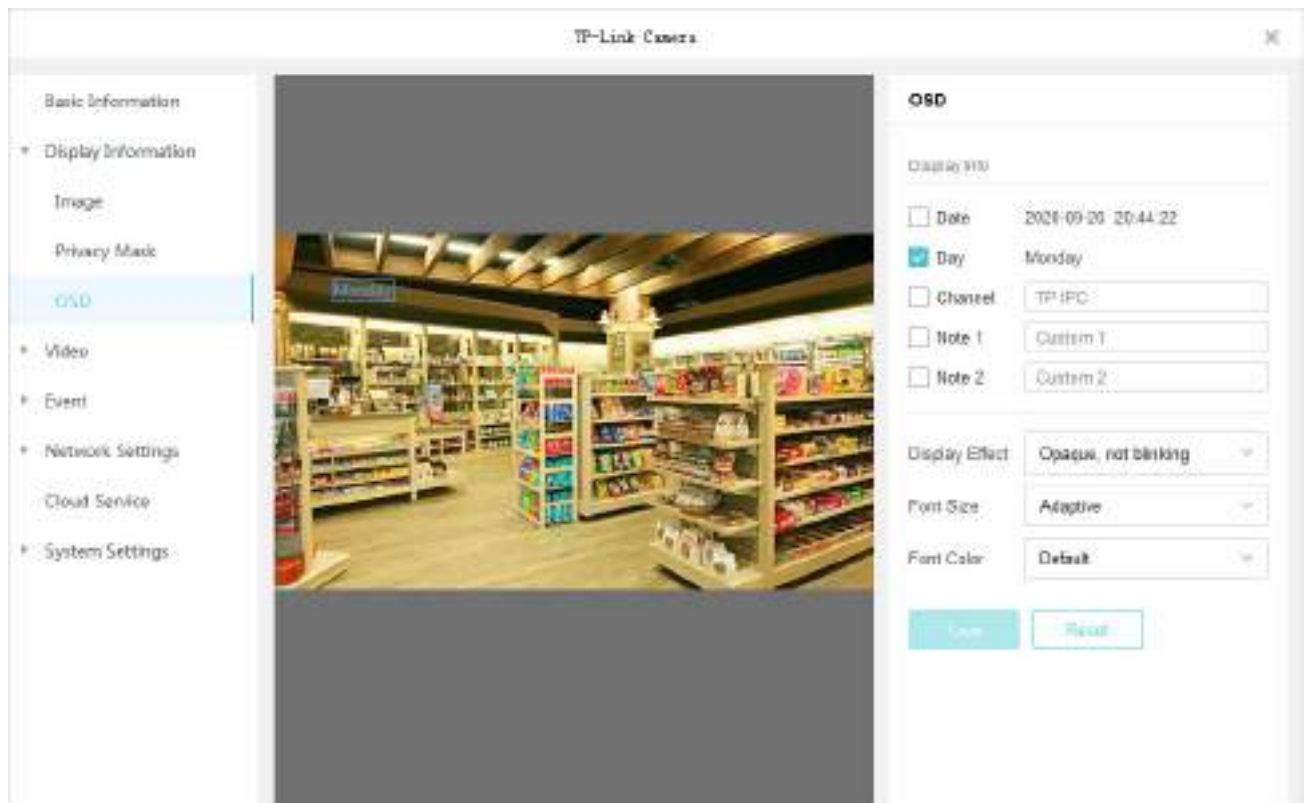 TP-Link Camera
Basic Information
Display Information
Image
Privacy Mask
OSD
Video
Event
Network Settings
Cloud Service
System Settings
Monday
OSD
Display Info
Date 2020-09-20 20:44:22
Day Monday
Channel TP IPC
Note 1 Custom 1
Note 2 Custom 2
Display Effect Opaque, not blinking
Font Size Adaptive
Font Color Default
Save Reset